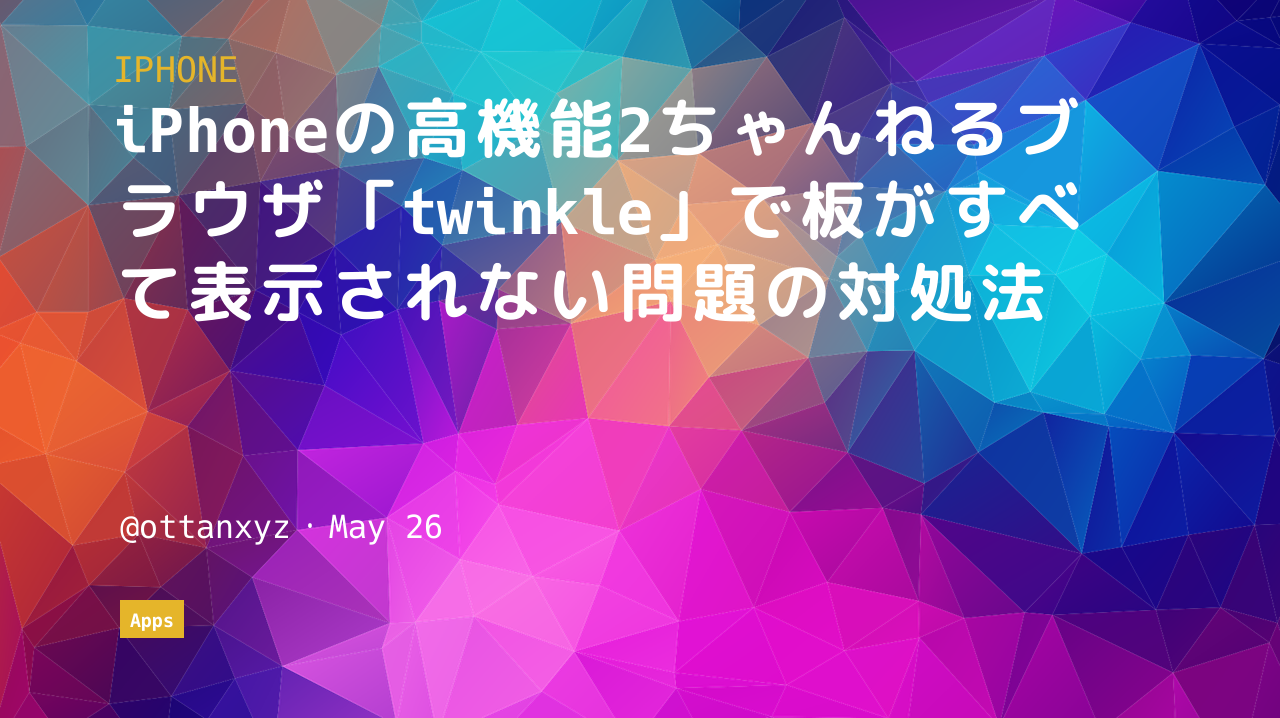 IPHONE
iPhoneの高機能2ちゃんねるブ
ラウザ「twinkle」で板がすべ
て表示されない問題の対処法
@ottanxyz・May 26
Apps